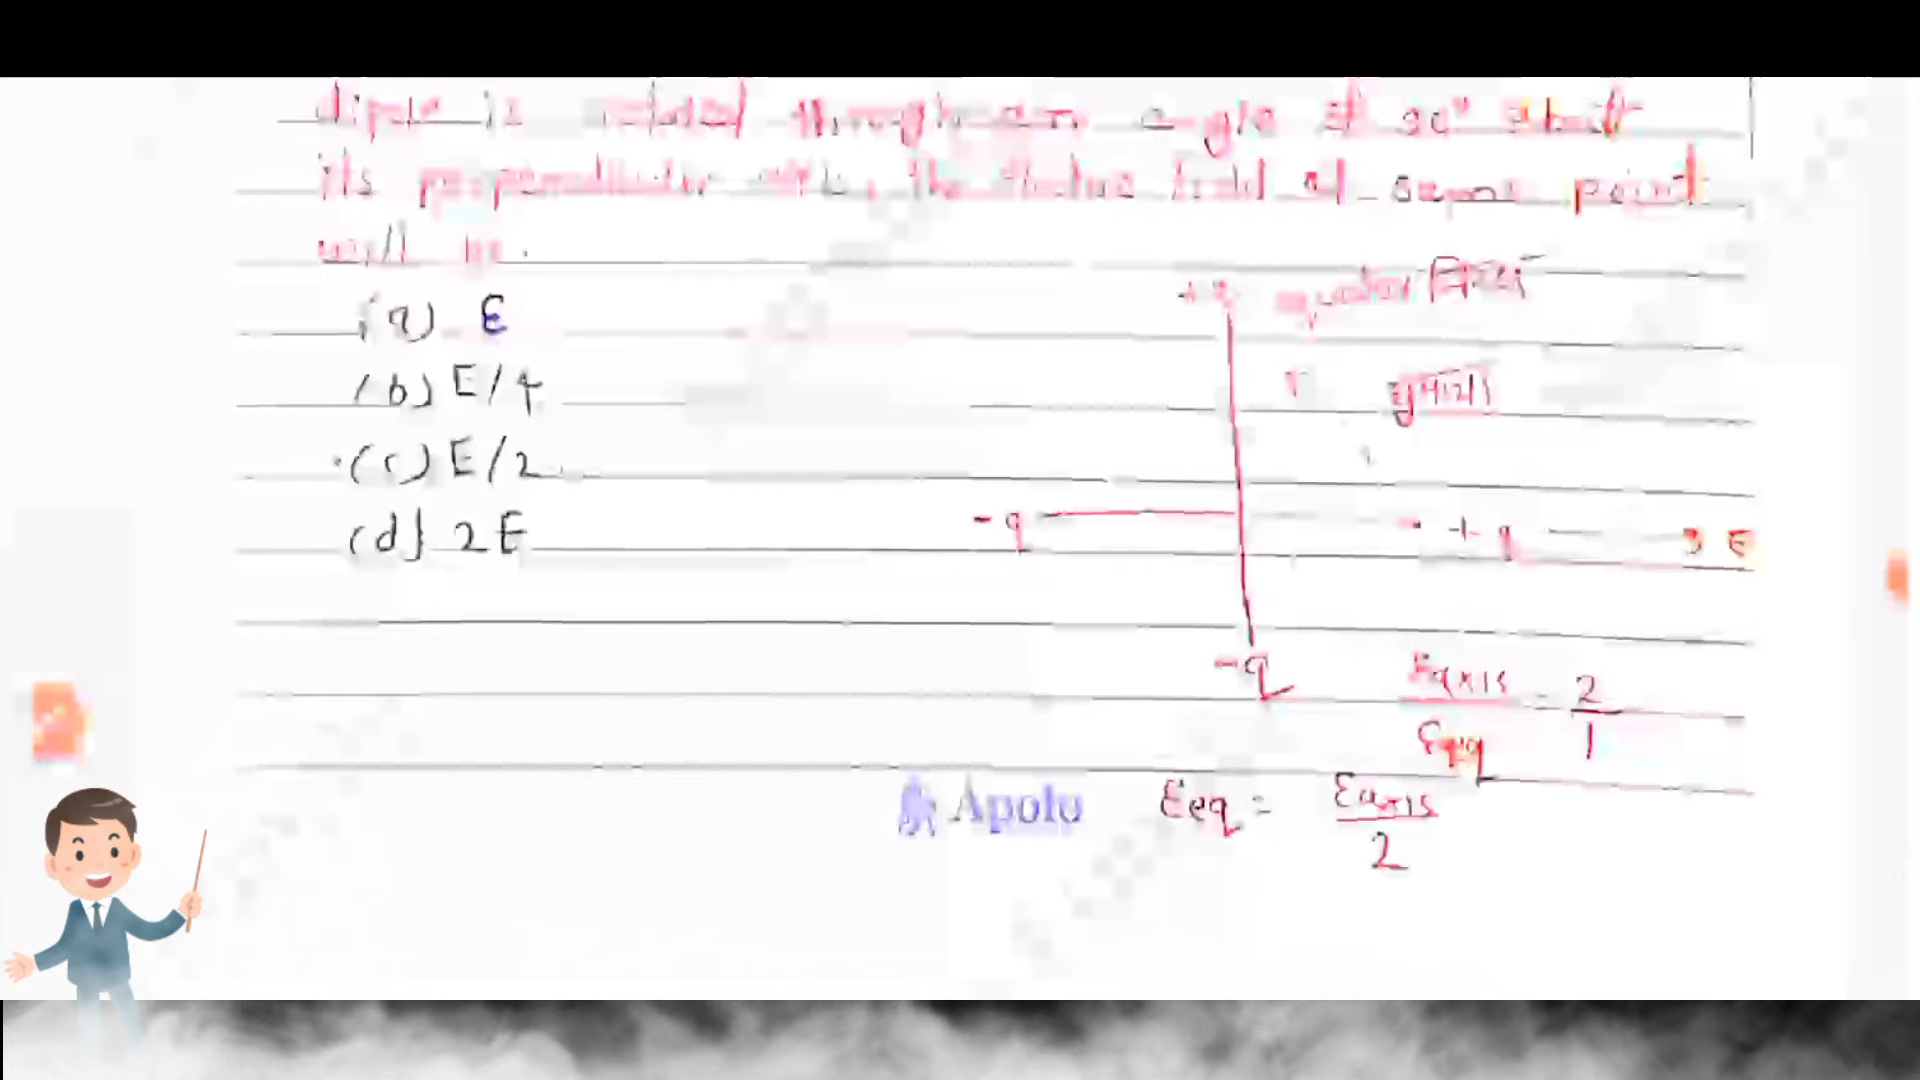 dipole is rotated through an angle of 90° about
its perpendicular axis, the electric field at same point
will be.
(a) E
(b) E/4
(c) E/2
(d) 2E
+q
-q + q E
-q
Eaxis / Eeq = 2 / 1
Apolo Eeq = Eaxis / 2